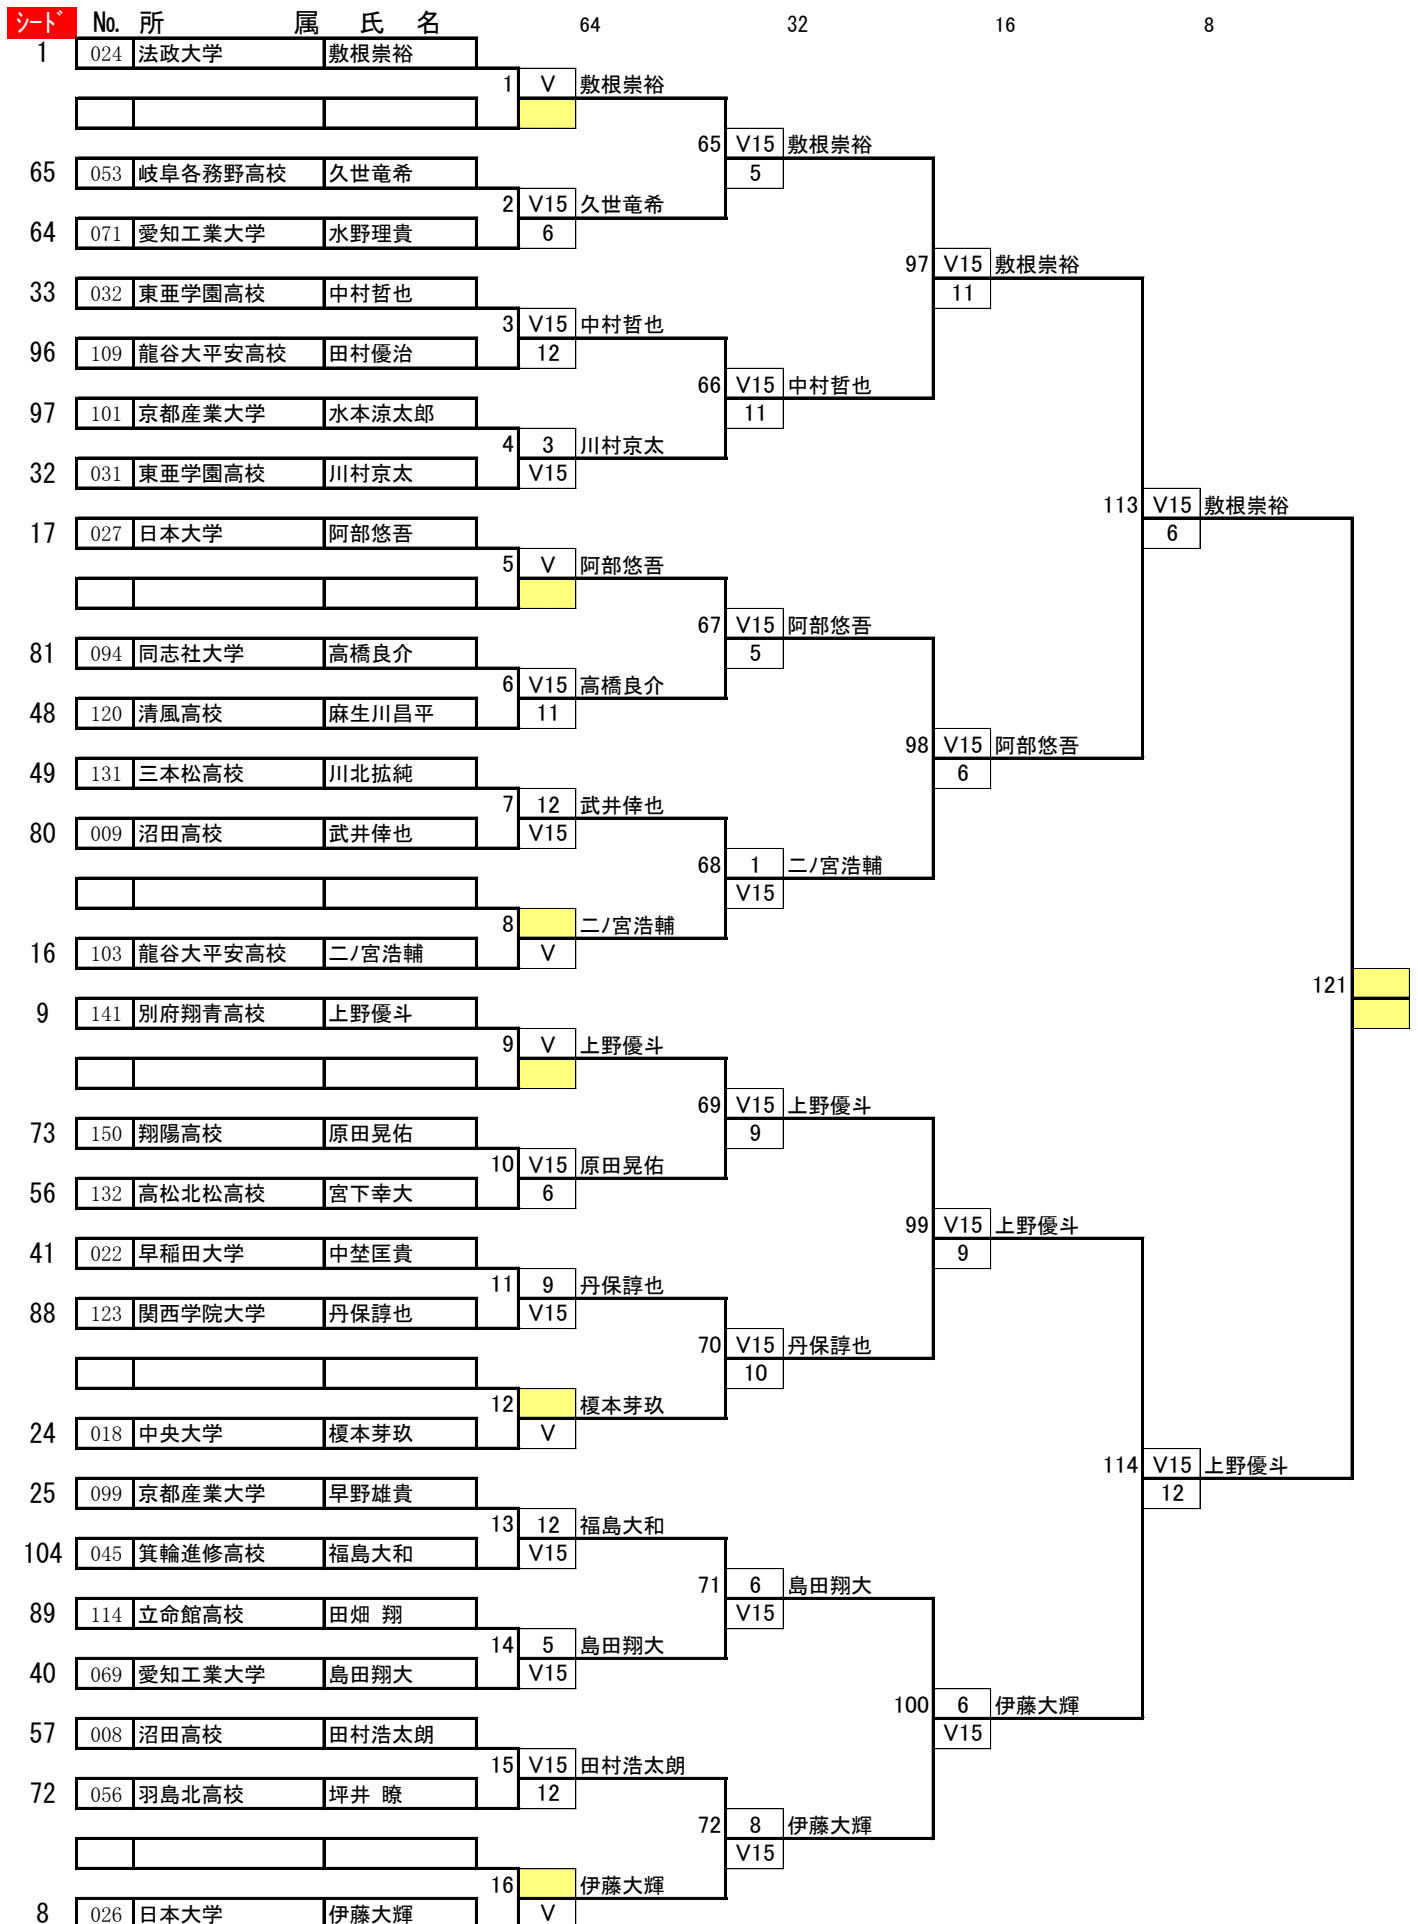 ｼｰﾄﾞ No. 所 属 氏 名 64 32 16 8
1 024 法政大学 敷根崇裕
1 V 敷根崇裕
65 V15 敷根崇裕
5
65 053 岐阜各務野高校 久世竜希
2 V15 久世竜希
6
64 071 愛知工業大学 水野理貴
97 V15 敷根崇裕
11
33 032 東亜学園高校 中村哲也
3 V15 中村哲也
12
96 109 龍谷大平安高校 田村優治
66 V15 中村哲也
11
97 101 京都産業大学 水本涼太郎
4 3 川村京太
V15
32 031 東亜学園高校 川村京太
113 V15 敷根崇裕
6
17 027 日本大学 阿部悠吾
5 V 阿部悠吾
67 V15 阿部悠吾
5
81 094 同志社大学 高橋良介
6 V15 高橋良介
11
48 120 清風高校 麻生川昌平
98 V15 阿部悠吾
6
49 131 三本松高校 川北拡純
7 12 武井倖也
V15
80 009 沼田高校 武井倖也
68 1 二ノ宮浩輔
V15
8 二ノ宮浩輔
V
16 103 龍谷大平安高校 二ノ宮浩輔
121
9 141 別府翔青高校 上野優斗
9 V 上野優斗
69 V15 上野優斗
9
73 150 翔陽高校 原田晃佑
10 V15 原田晃佑
6
56 132 高松北松高校 宮下幸大
99 V15 上野優斗
9
41 022 早稲田大学 中埜匡貴
11 9 丹保諄也
V15
88 123 関西学院大学 丹保諄也
70 V15 丹保諄也
10
12 榎本芽玖
V
24 018 中央大学 榎本芽玖
114 V15 上野優斗
12
25 099 京都産業大学 早野雄貴
13 12 福島大和
V15
104 045 箕輪進修高校 福島大和
71 6 島田翔大
V15
89 114 立命館高校 田畑 翔
14 5 島田翔大
V15
40 069 愛知工業大学 島田翔大
100 6 伊藤大輝
V15
57 008 沼田高校 田村浩太朗
15 V15 田村浩太朗
12
72 056 羽島北高校 坪井 瞭
72 8 伊藤大輝
V15
16 伊藤大輝
V
8 026 日本大学 伊藤大輝